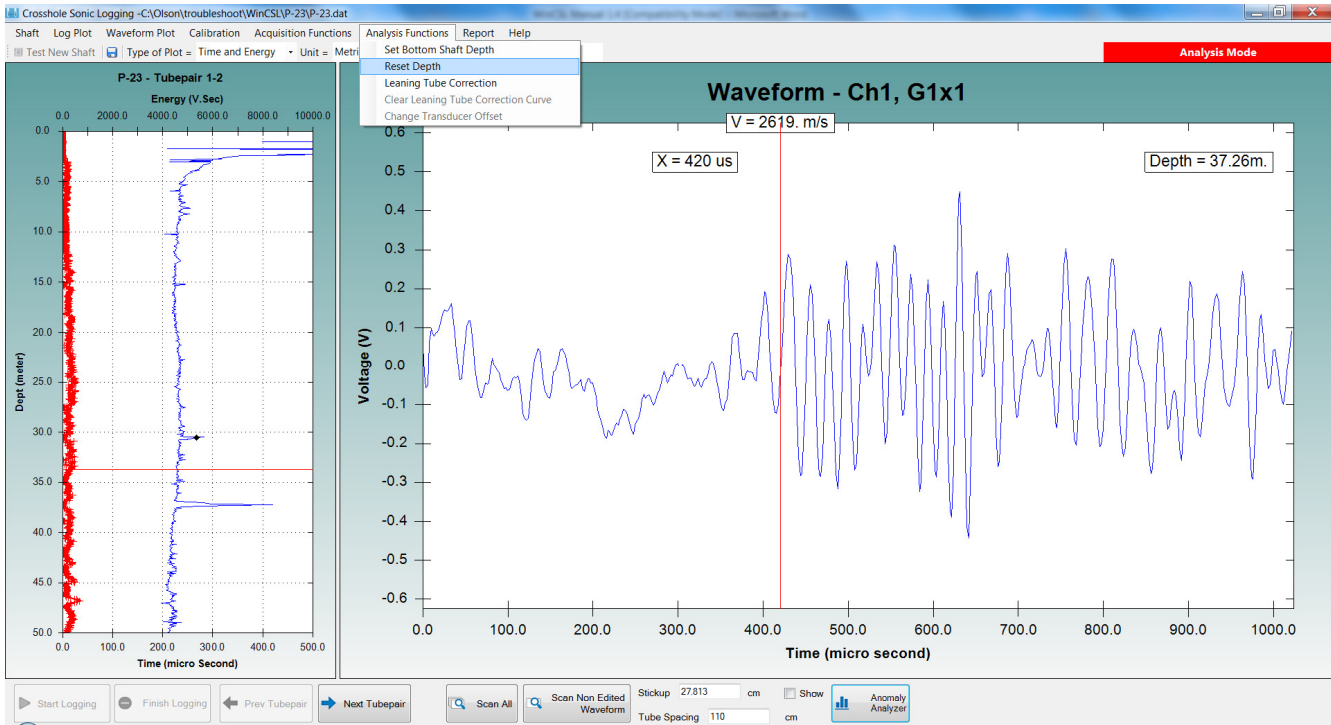 Crosshole Sonic Logging -C:\Olson\troubleshoot\WinCSL\P-23\P-23.dat
Shaft Log Plot Waveform Plot Calibration Acquisition Functions Analysis Functions Report Help
Test New Shaft Type of Plot = Time and Energy Unit = Metri
Analysis Mode
Set Bottom Shaft Depth
Reset Depth
Leaning Tube Correction
Clear Leaning Tube Correction Curve
Change Transducer Offset
P-23 - Tubepair 1-2
Energy (V.Sec)
0.0 2000.0 4000.0 6000.0 8000.0 10000.0
0.0
5.0
10.0
15.0
20.0
25.0
30.0
35.0
40.0
45.0
50.0
Dept (meter)
0.0 100.0 200.0 300.0 400.0 500.0
Time (micro Second)
Waveform - Ch1, G1x1
V = 2619. m/s
X = 420 us
Depth = 37.26m.
0.6
0.5
0.4
0.3
0.2
0.1
0.0
-0.1
-0.2
-0.3
-0.4
-0.5
-0.6
Voltage (V)
0.0 100.0 200.0 300.0 400.0 500.0 600.0 700.0 800.0 900.0 1000.0
Time (micro second)
Start Logging Finish Logging Prev Tubepair Next Tubepair Scan All Scan Non Edited
Waveform
Stickup 27.813 cm Show
Tube Spacing 110 cm
Anomaly
Analyzer